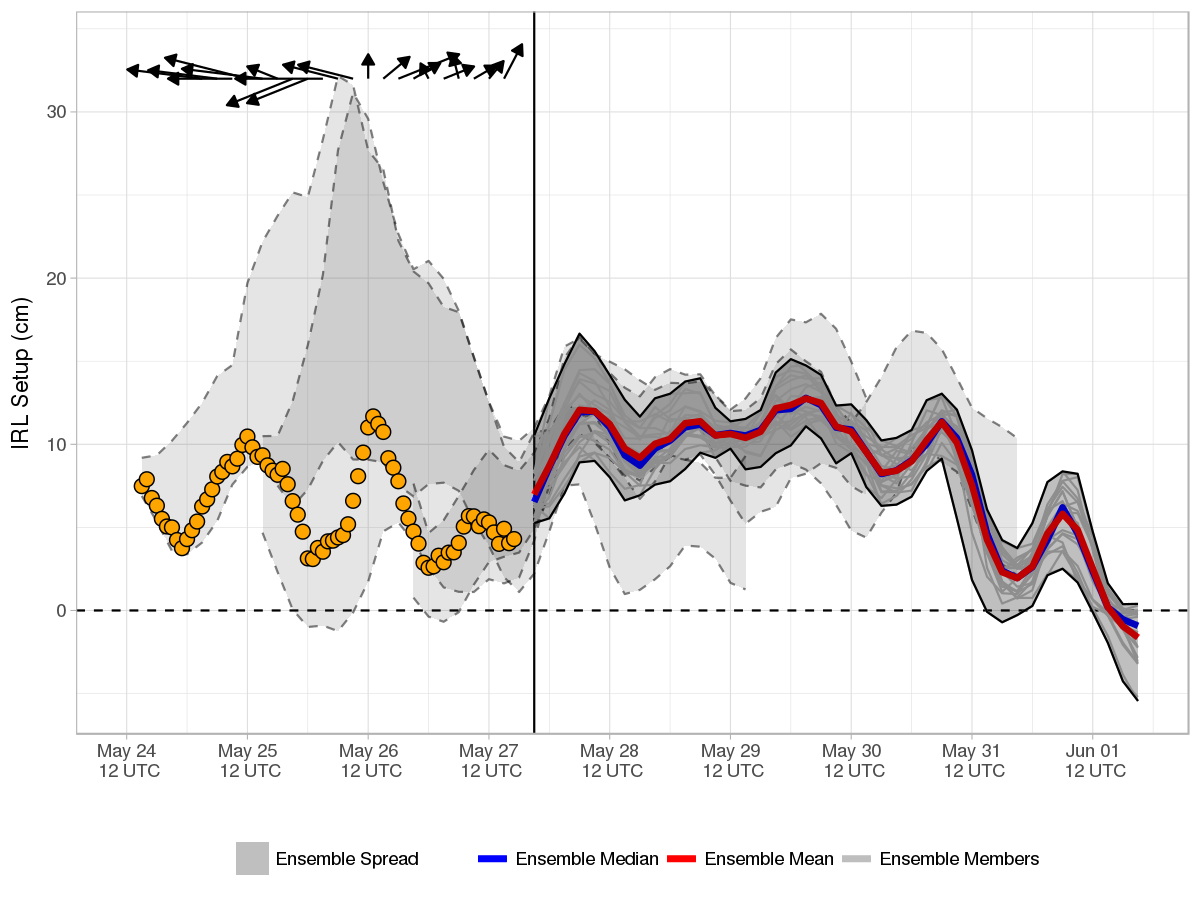 IRL Setup (cm)
30
20
10
0
May 24
12 UTC
May 25
12 UTC
May 26
12 UTC
May 27
12 UTC
May 28
12 UTC
May 29
12 UTC
May 30
12 UTC
May 31
12 UTC
Jun 01
12 UTC
Ensemble Spread
Ensemble Median
Ensemble Mean
Ensemble Members